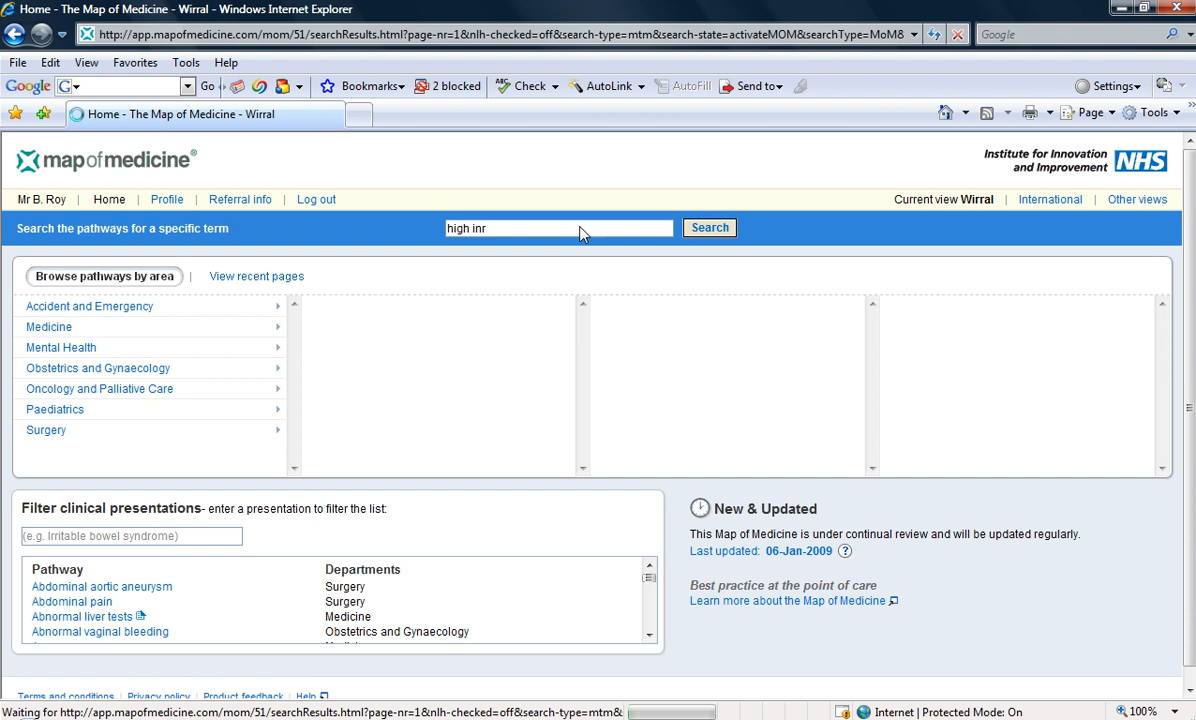 Home - The Map of Medicine - Wirral - Windows Internet Explorer
http://app.mapofmedicine.com/mom/51/searchResults.html?page-nr=1&nlh-checked=off&search-type=mtm&search-state=activateMOM&searchType=MoM&
Google
File Edit View Favorites Tools Help
Google G Go Bookmarks 2 blocked Check AutoLink AutoFill Send to Settings
Home - The Map of Medicine - Wirral
Page Tools
mapofmedicine®
Institute for Innovation
and Improvement
NHS
Mr B. Roy | Home | Profile | Referral info | Log out
Current view Wirral | International | Other views
Search the pathways for a specific term
high inr
Search
Browse pathways by area | View recent pages
Accident and Emergency
Medicine
Mental Health
Obstetrics and Gynaecology
Oncology and Palliative Care
Paediatrics
Surgery
Filter clinical presentations- enter a presentation to filter the list:
(e.g. Irritable bowel syndrome)
Pathway Departments
Abdominal aortic aneurysm Surgery
Abdominal pain Surgery
Abnormal liver tests Medicine
Abnormal vaginal bleeding Obstetrics and Gynaecology
New & Updated
This Map of Medicine is under continual review and will be updated regularly.
Last updated: 06-Jan-2009 ?
Best practice at the point of care
Learn more about the Map of Medicine
Terms and conditions | Privacy policy | Product feedback | Help
Waiting for http://app.mapofmedicine.com/mom/51/searchResults.html?page-nr=1&nlh-checked=off&search-type=mtm&
Internet | Protected Mode: On
100%